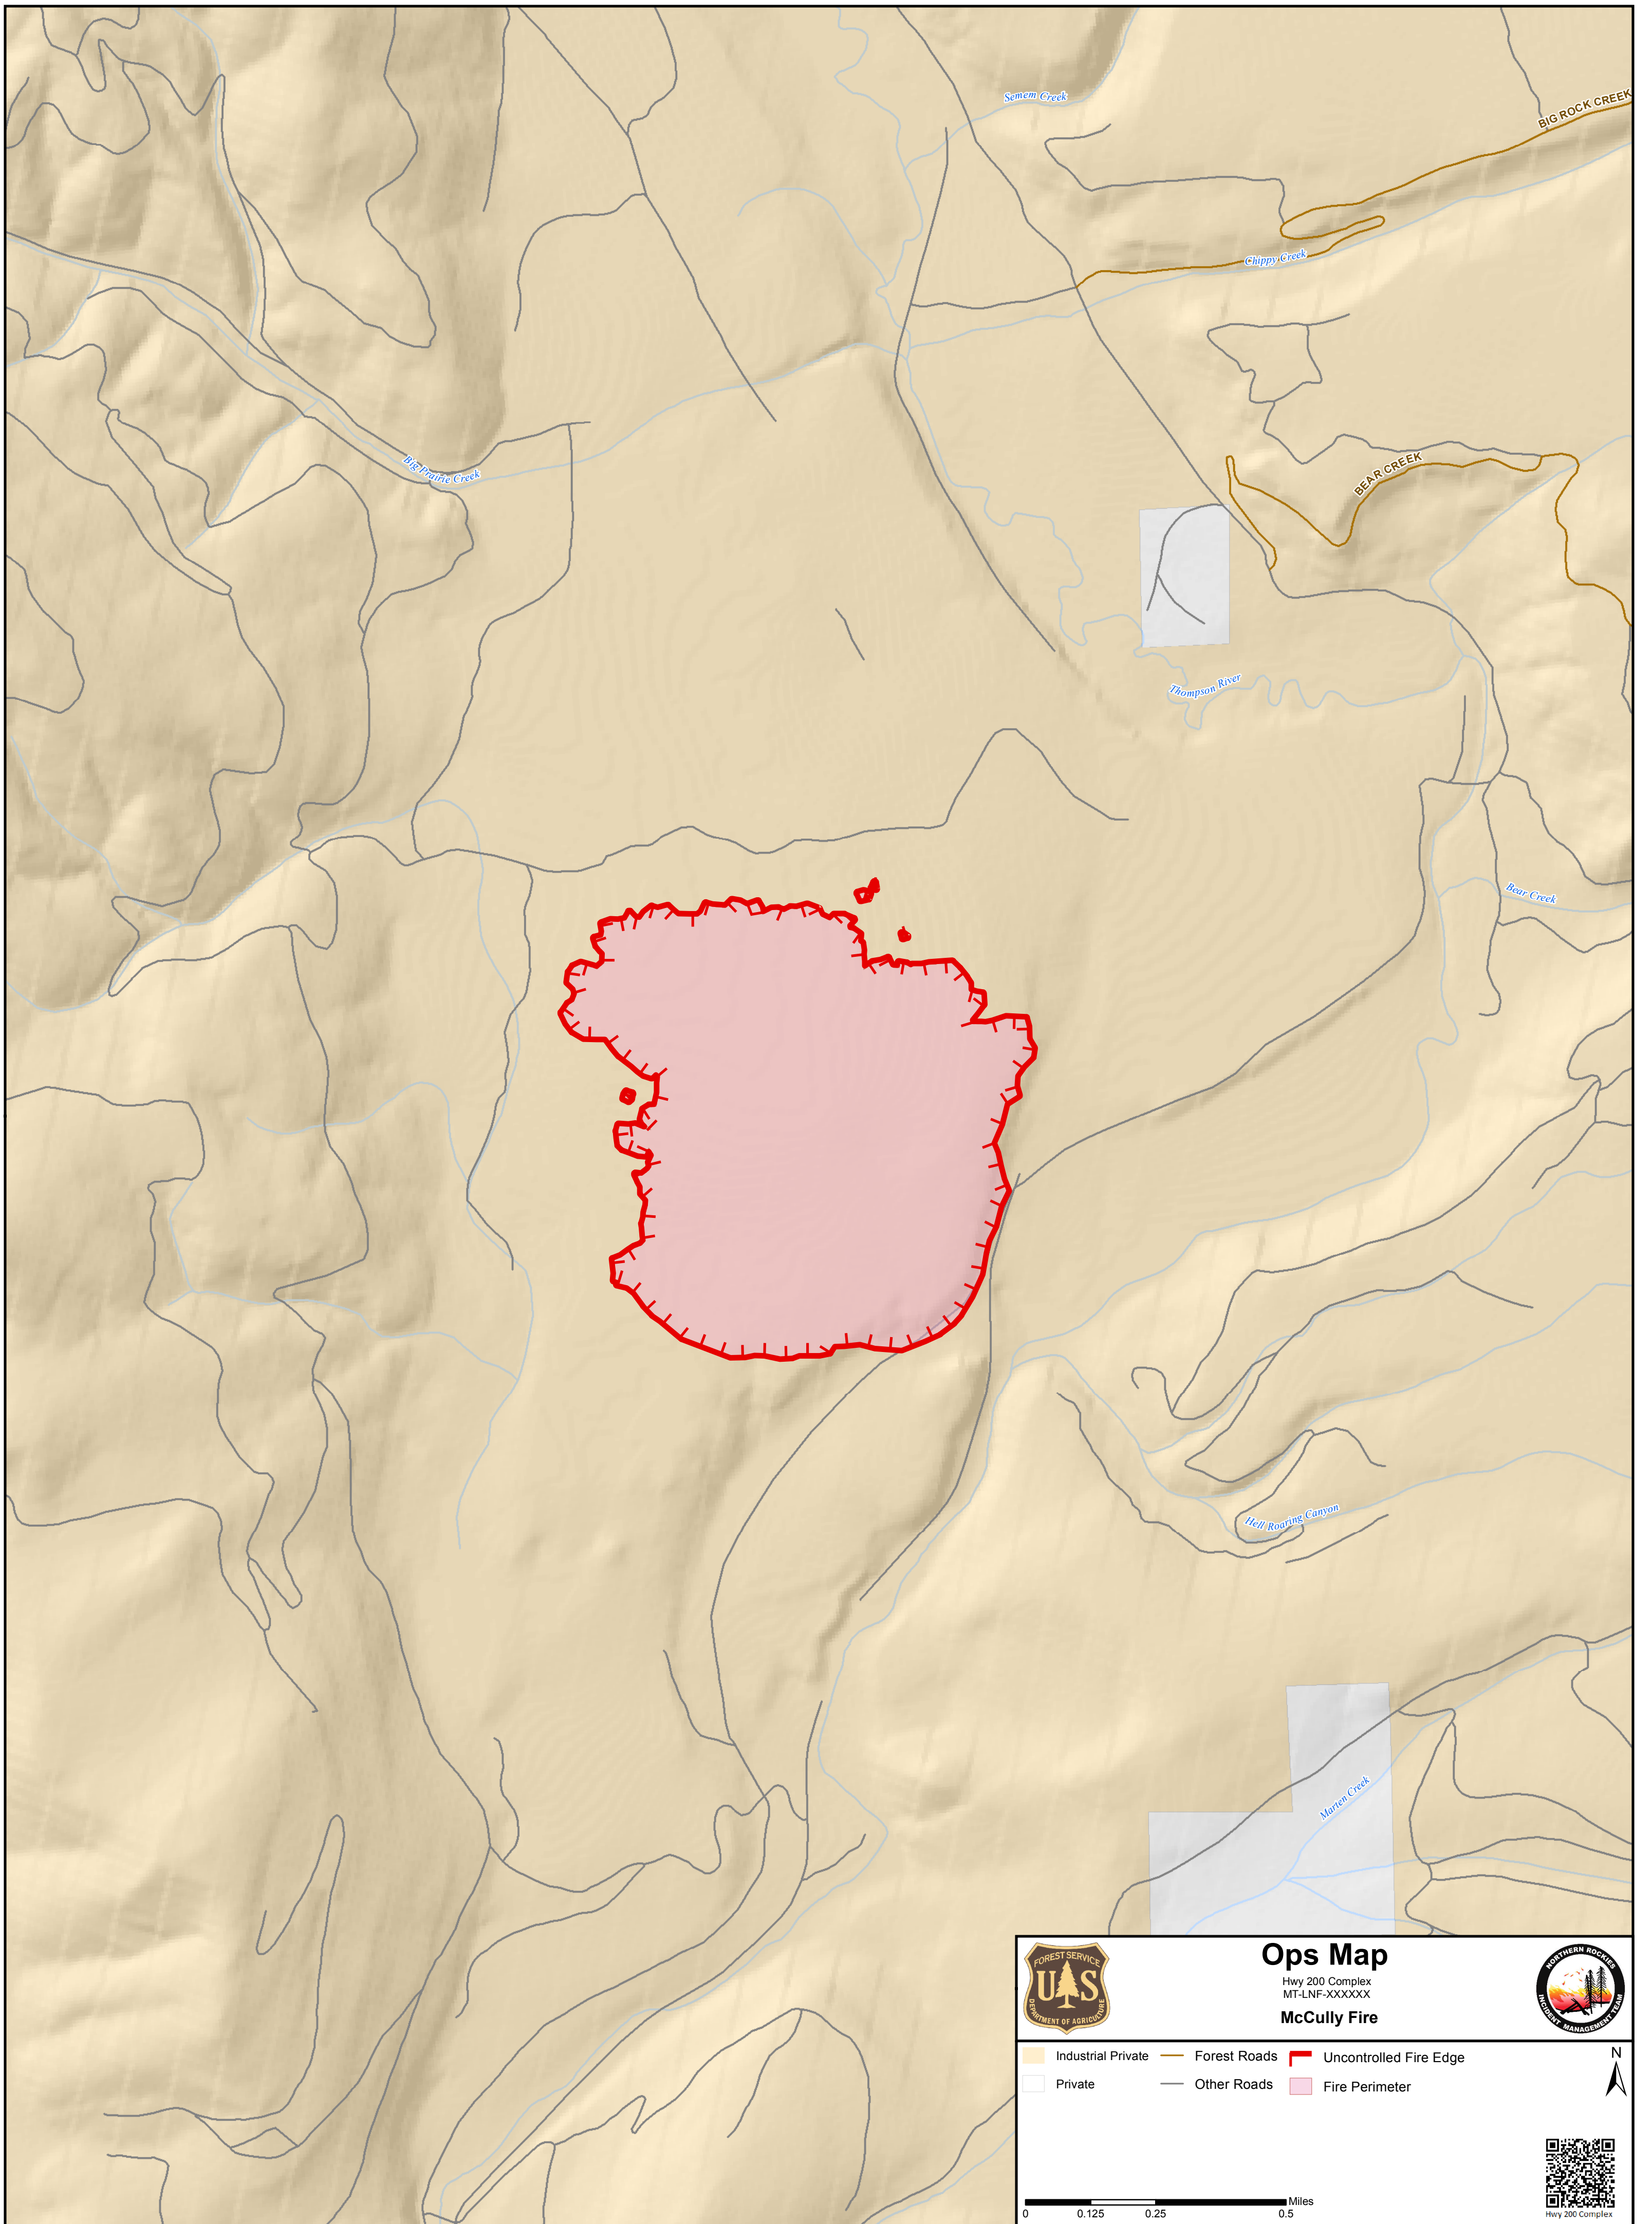 Semem Creek
BIG ROCK CREEK
Chippy Creek
Big Prairie Creek
BEAR CREEK
Thompson River
Bear Creek
Hell Roaring Canyon
Marten Creek
FOREST SERVICE
U S
DEPARTMENT OF AGRICULTURE
Ops Map
Hwy 200 Complex
MT-LNF-XXXXXX
McCully Fire
NORTHERN ROCKIES
INCIDENT MANAGEMENT TEAM
Industrial Private
Forest Roads
Uncontrolled Fire Edge
N
Private
Other Roads
Fire Perimeter
Miles
0 0.125 0.25 0.5
Hwy 200 Complex